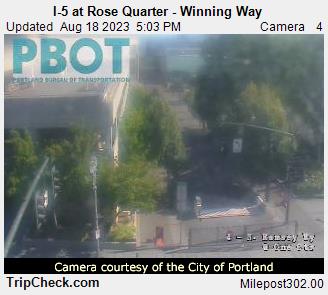 I-5 at Rose Quarter - Winning Way
Updated Aug 18 2023 5:03 PM Camera 4
PBOT
PORTLAND BUREAU OF TRANSPORTATION
Camera courtesy of the City of Portland
TripCheck.com Milepost302.00